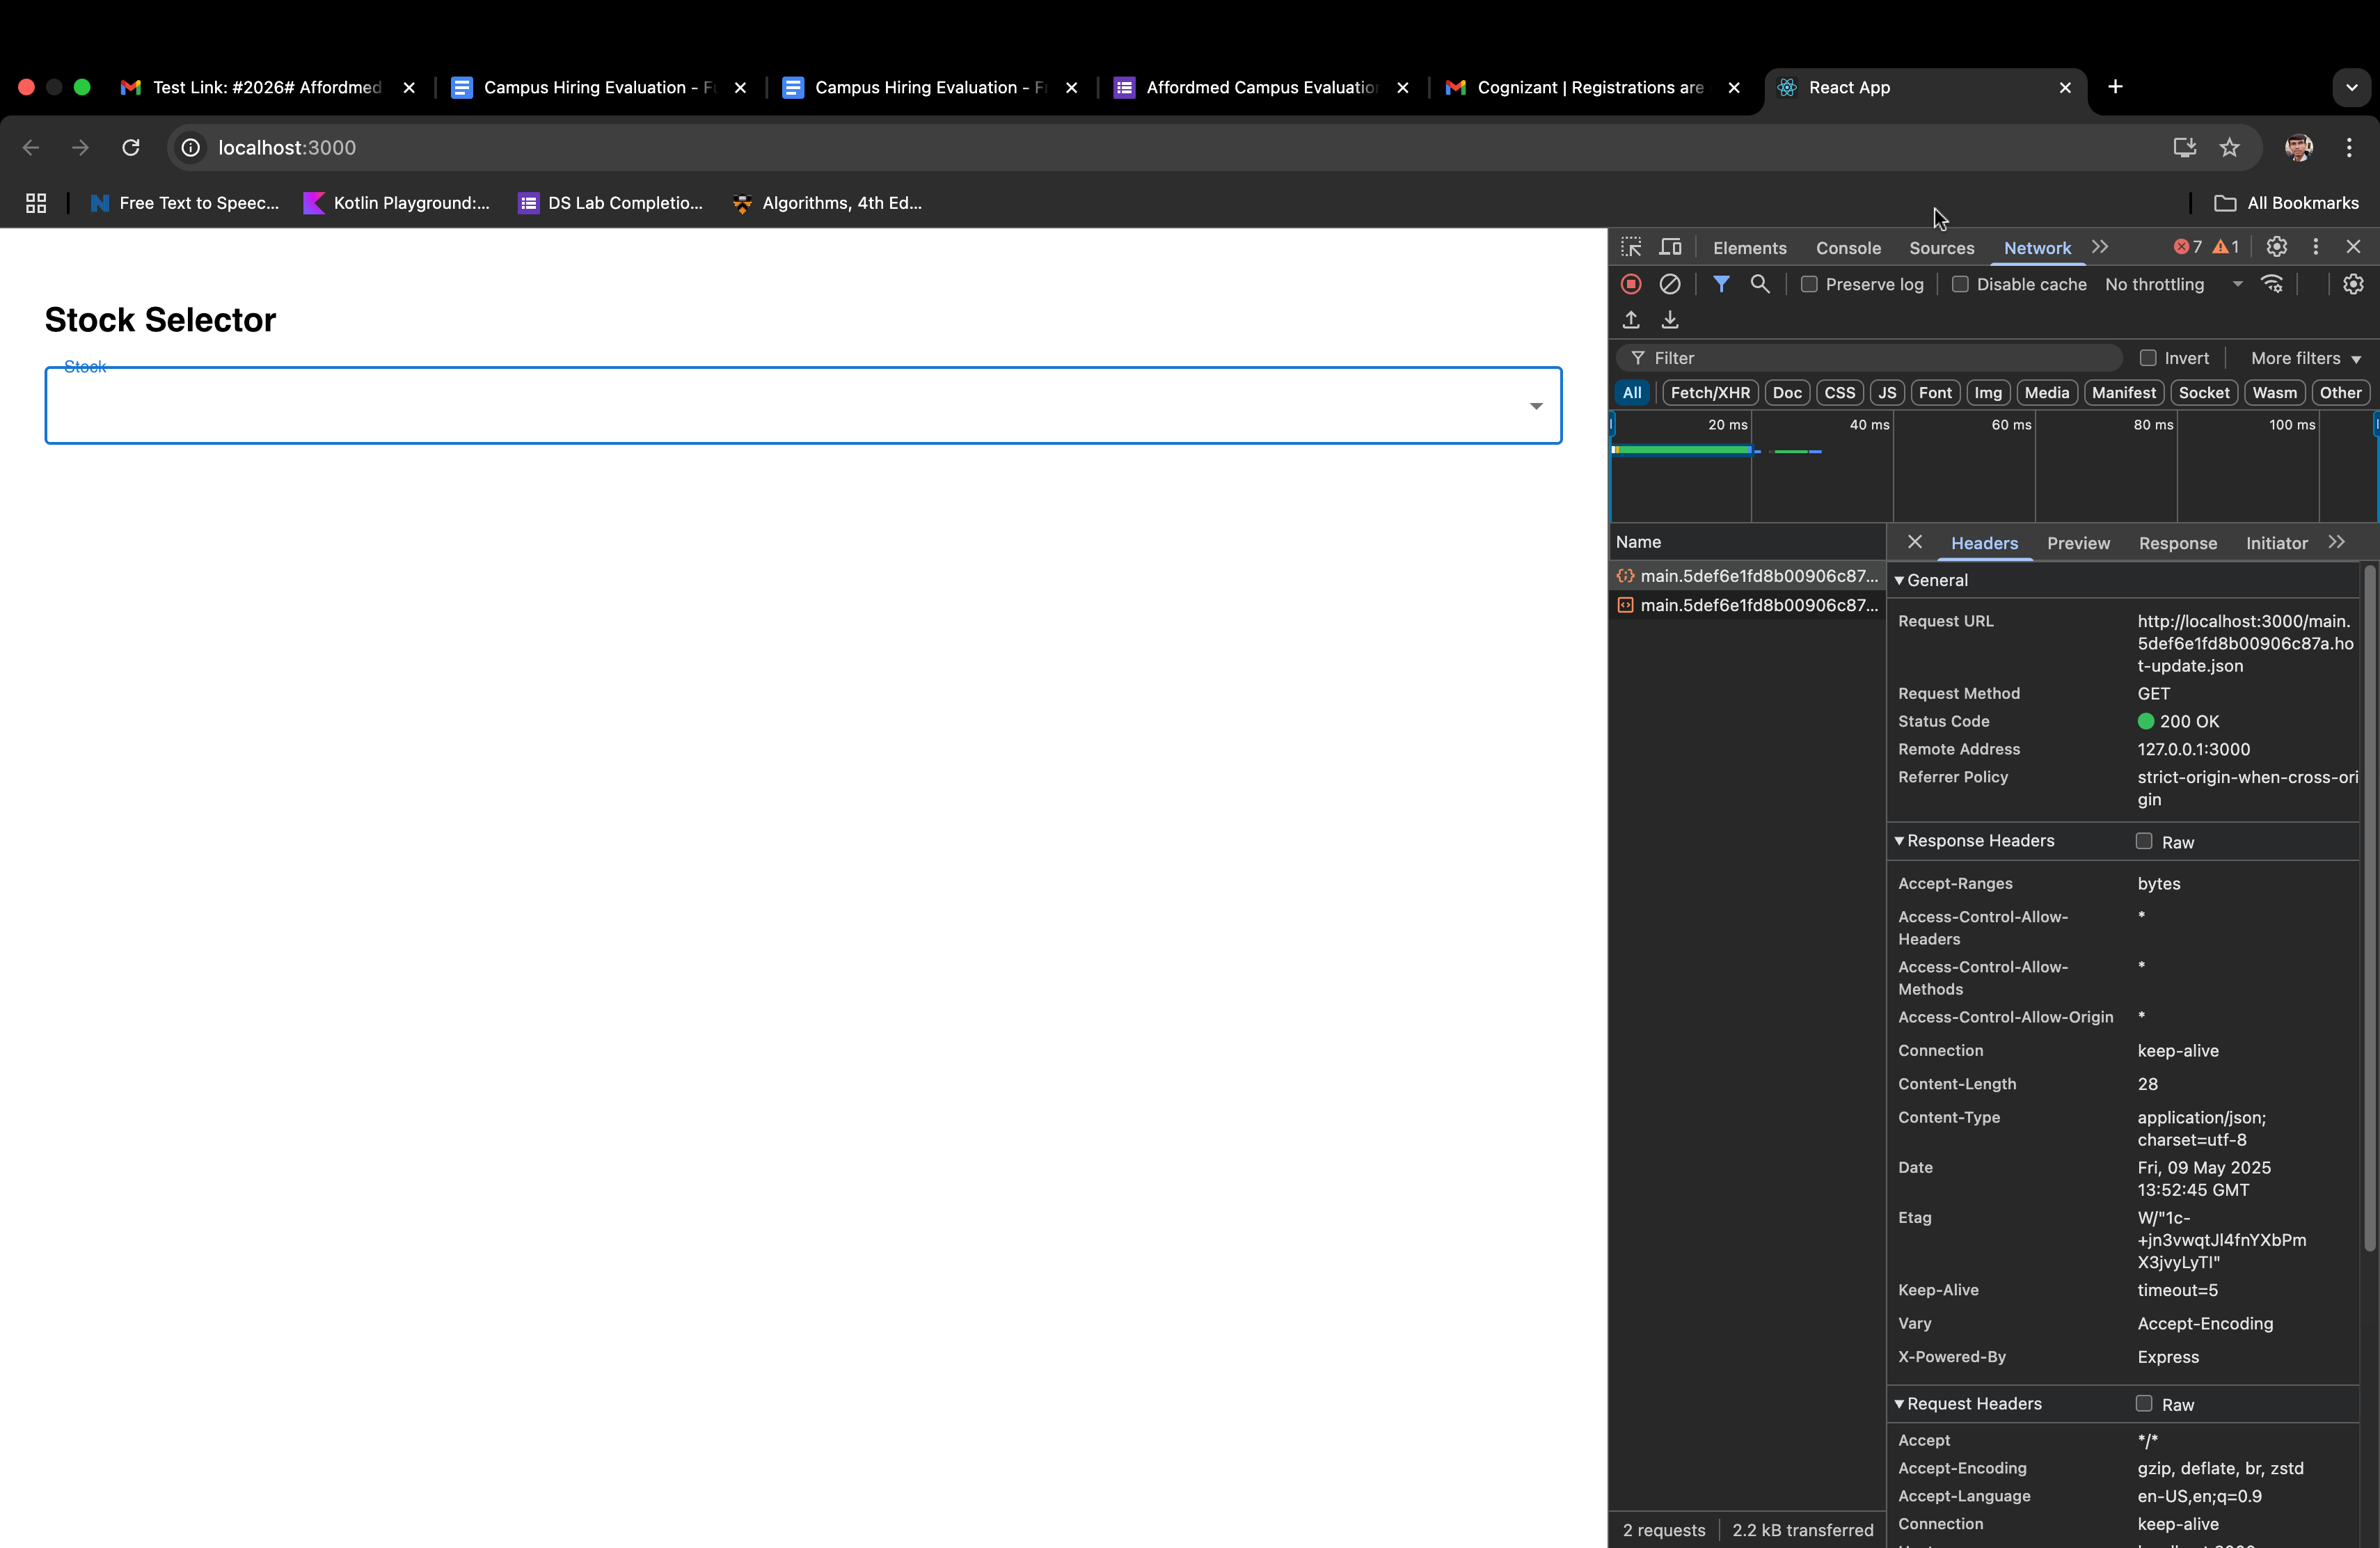 Test Link: #2026# Affordmed
Campus Hiring Evaluation - Fu
Campus Hiring Evaluation - Fr
Affordmed Campus Evaluation
Cognizant | Registrations are
React App
localhost:3000
Free Text to Speec...
Kotlin Playground:...
DS Lab Completio...
Algorithms, 4th Ed...
All Bookmarks
Stock Selector
Stock
Elements
Console
Sources
Network
7
1
Preserve log
Disable cache
No throttling
Filter
Invert
More filters
All
Fetch/XHR
Doc
CSS
JS
Font
Img
Media
Manifest
Socket
Wasm
Other
20 ms
40 ms
60 ms
80 ms
100 ms
Name
main.5def6e1fd8b00906c87...
main.5def6e1fd8b00906c87...
Headers
Preview
Response
Initiator
General
Request URL
http://localhost:3000/main.
5def6e1fd8b00906c87a.ho
t-update.json
Request Method
GET
Status Code
200 OK
Remote Address
127.0.0.1:3000
Referrer Policy
strict-origin-when-cross-ori
gin
Response Headers
Raw
Accept-Ranges
bytes
Access-Control-Allow-
Headers
*
Access-Control-Allow-
Methods
*
Access-Control-Allow-Origin
*
Connection
keep-alive
Content-Length
28
Content-Type
application/json;
charset=utf-8
Date
Fri, 09 May 2025
13:52:45 GMT
Etag
W/"1c-
+jn3vwqtJl4fnYXbPm
X3jvyLyTI"
Keep-Alive
timeout=5
Vary
Accept-Encoding
X-Powered-By
Express
Request Headers
Raw
Accept
*/*
Accept-Encoding
gzip, deflate, br, zstd
Accept-Language
en-US,en;q=0.9
Connection
keep-alive
2 requests
2.2 kB transferred